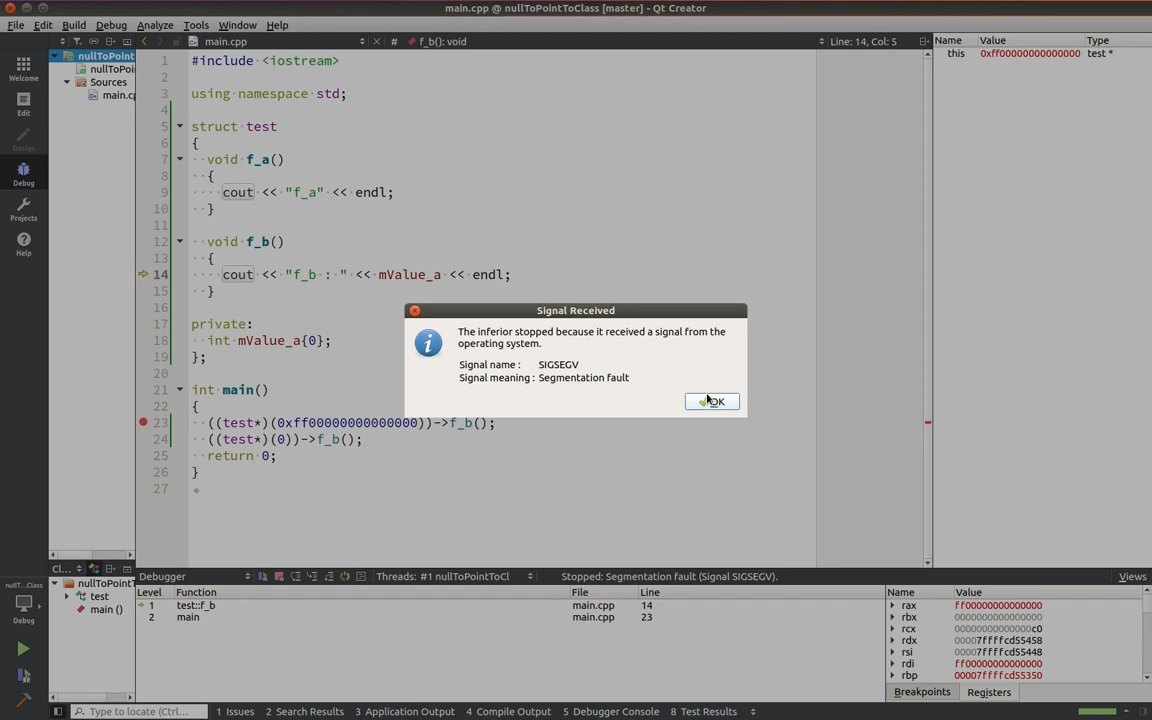 main.cpp @ nullToPointToClass [master] - Qt Creator
File Edit Build Debug Analyze Tools Window Help
main.cpp # f_b(): void Line: 14, Col: 5
Name Value Type
this 0xff00000000000000 test *
Welcome
Edit
Design
Debug
Projects
Help
nullToPoint
nullToPoi
Sources
main.cp
1 #include <iostream>
2
3 using namespace std;
4
5 struct test
6 {
7 void f_a()
8 {
9 cout << "f_a" << endl;
10 }
11
12 void f_b()
13 {
14 cout << "f_b : " << mValue_a << endl;
15 }
16
17 private:
18 int mValue_a{0};
19 };
20
21 int main()
22 {
23 ((test*)(0xff00000000000000))->f_b();
24 ((test*)(0))->f_b();
25 return 0;
26 }
27
Signal Received
The inferior stopped because it received a signal from the
operating system.
Signal name : SIGSEGV
Signal meaning : Segmentation fault
OK
Cl...
nullToPointT
test
main ()
nullT...Class
Debug
Debugger Threads: #1 nullToPointToCl Stopped: Segmentation fault (Signal SIGSEGV). Views
Level Function File Line
1 test::f_b main.cpp 14
2 main main.cpp 23
Name Value
rax ff00000000000000
rbx 0000000000000000
rcx 00000000000000c0
rdx 00007ffffcd55458
rsi 00007ffffcd55448
rdi ff00000000000000
rbp 00007ffffcd55350
Breakpoints Registers
Type to locate (Ctrl... 1 Issues 2 Search Results 3 Application Output 4 Compile Output 5 Debugger Console 8 Test Results